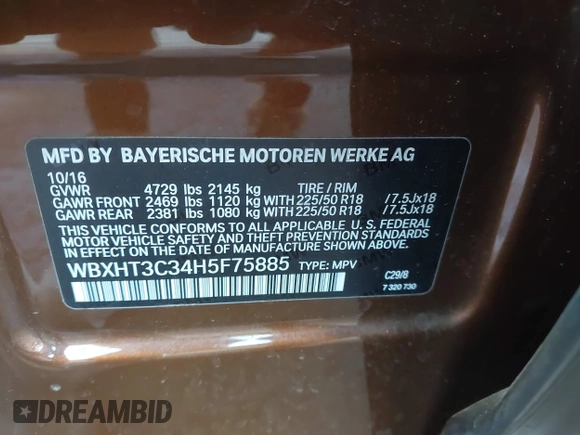 MFD BY BAYERISCHE MOTOREN WERKE AG
10/16
GVWR 4729 lbs 2145 kg TIRE / RIM
GAWR FRONT 2469 lbs 1120 kg WITH 225/50 R18 / 7.5Jx18
GAWR REAR 2381 lbs 1080 kg WITH 225/50 R18 / 7.5Jx18
THIS VEHICLE CONFORMS TO ALL APPLICABLE U. S. FEDERAL
MOTOR VEHICLE SAFETY, BUMPER, AND THEFT PREVENTION
STANDARDS IN EFFECT ON THE DATE OF MANUFACTURE SHOWN ABOVE.
WBXHT3C34H5F75885 TYPE: MPV
C29/8
7 320 730
DREAMBID